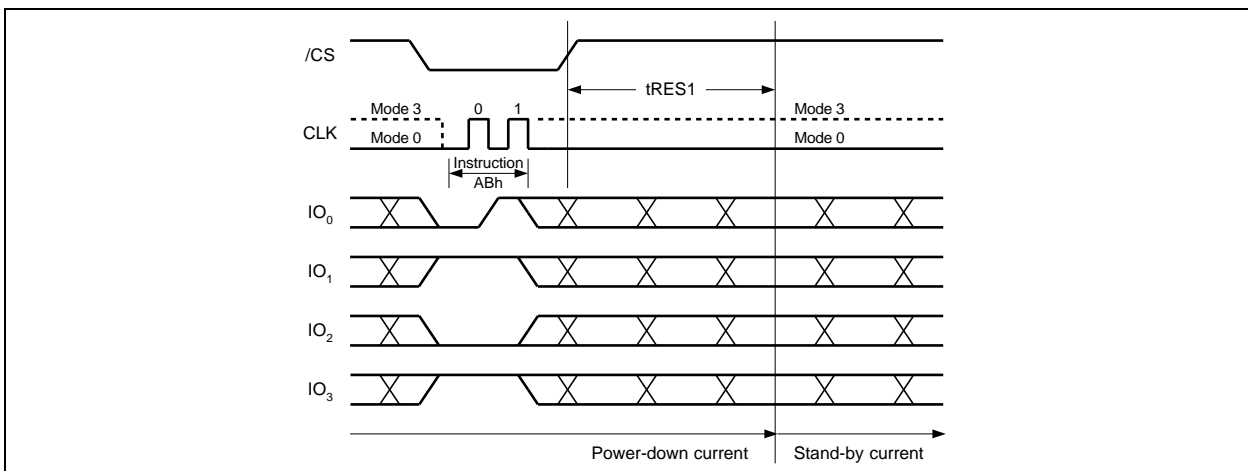 /CS
tRES1
Mode 3 0 1 Mode 3
CLK
Mode 0 Mode 0
Instruction
ABh
IO0
IO1
IO2
IO3
Power-down current Stand-by current